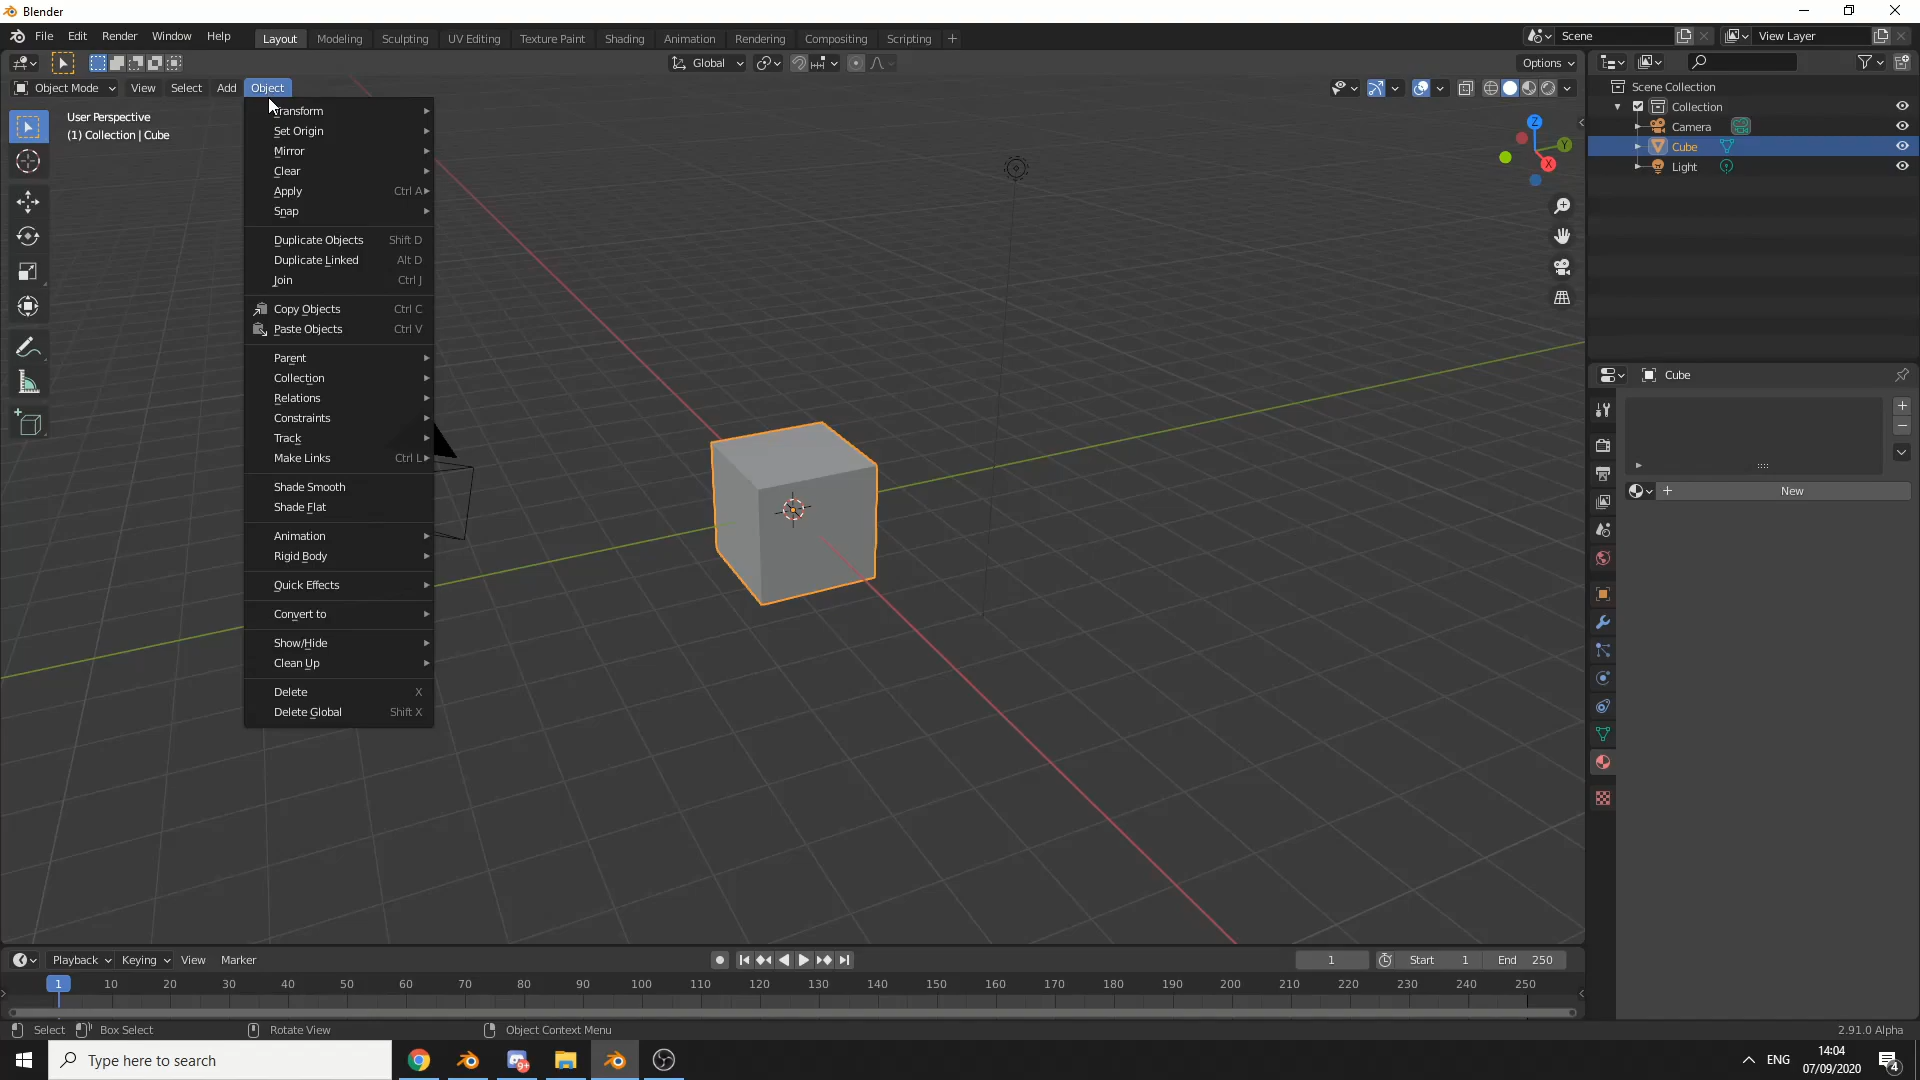 Blender
File Edit Render Window Help Layout Modeling Sculpting UV Editing Texture Paint Shading Animation Rendering Compositing Scripting + Scene View Layer
Global Options
Object Mode View Select Add Object
User Perspective
(1) Collection | Cube
Transform
Set Origin
Mirror
Clear
Apply Ctrl A
Snap
Duplicate Objects Shift D
Duplicate Linked Alt D
Join Ctrl J
Copy Objects Ctrl C
Paste Objects Ctrl V
Parent
Collection
Relations
Constraints
Track
Make Links Ctrl L
Shade Smooth
Shade Flat
Animation
Rigid Body
Quick Effects
Convert to
Show/Hide
Clean Up
Delete X
Delete Global Shift X
Z
Y
X
Scene Collection
Collection
Camera
Cube
Light
Cube
New
Playback Keying View Marker 1 Start 1 End 250
1 10 20 30 40 50 60 70 80 90 100 110 120 130 140 150 160 170 180 190 200 210 220 230 240 250
Select Box Select Rotate View Object Context Menu 2.91.0 Alpha
Type here to search 9+ ENG 14:04
07/09/2020 4